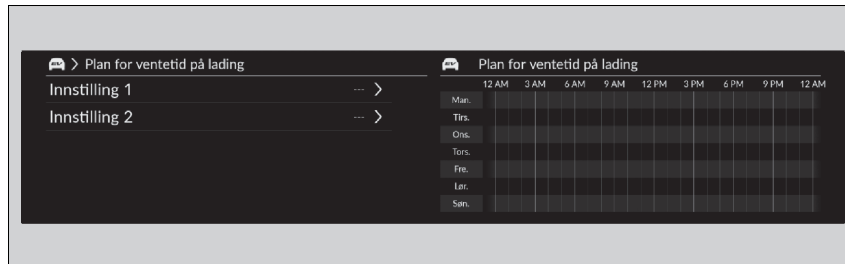 EV > Plan for ventetid på lading
Innstilling 1 --- >
Innstilling 2 --- >
EV Plan for ventetid på lading
12 AM 3 AM 6 AM 9 AM 12 PM 3 PM 6 PM 9 PM 12 AM
Man.
Tirs.
Ons.
Tors.
Fre.
Lør.
Søn.